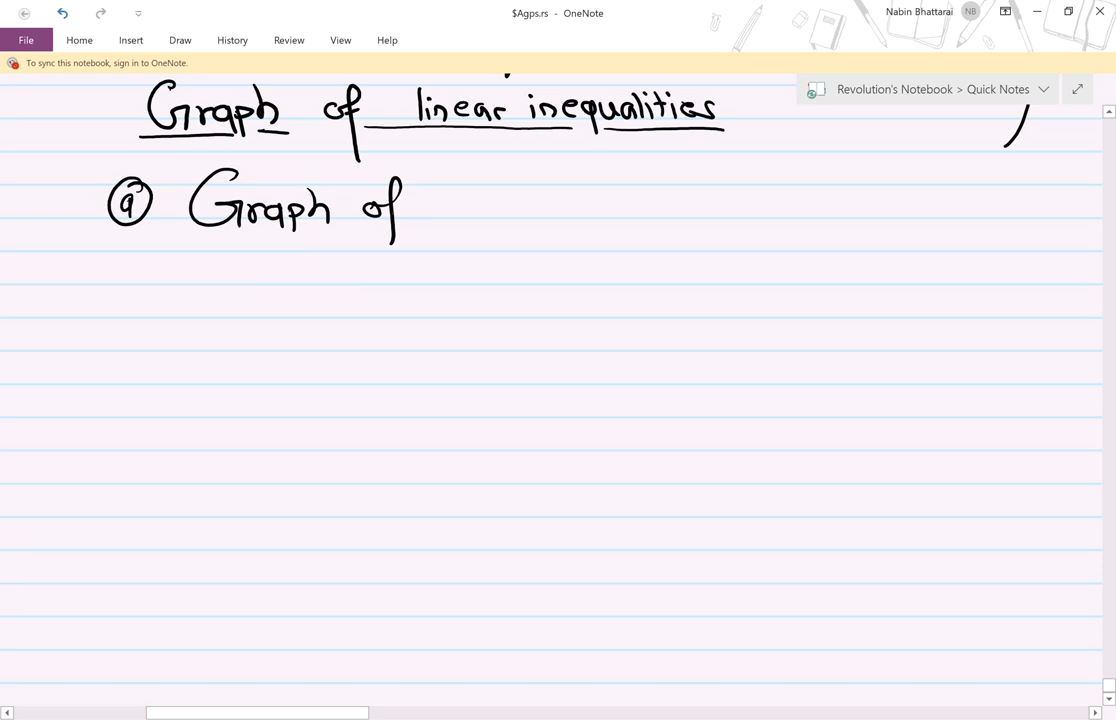 $Agps.rs - OneNote
Nabin Bhattarai NB
File Home Insert Draw History Review View Help
To sync this notebook, sign in to OneNote.
Revolution's Notebook > Quick Notes
Graph of linear inequalities
ⓐ Graph of